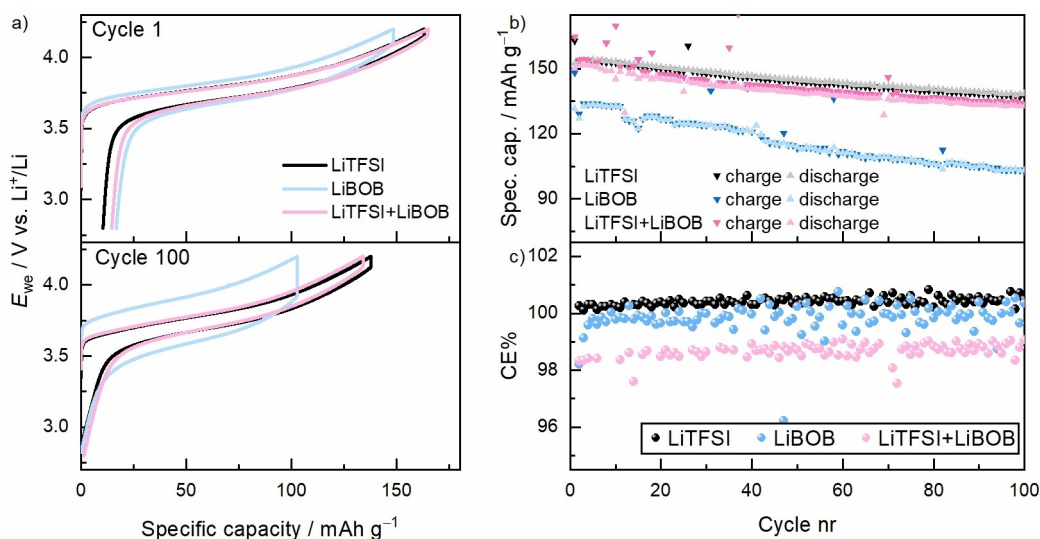 a)
Cycle 1
4.0
3.5
3.0
LiTFSI
LiBOB
LiTFSI+LiBOB
Cycle 100
4.0
3.5
3.0
0 50 100 150
Specific capacity / mAh g⁻¹
E_we / V vs. Li⁺/Li
b)
150
120
90
Spec. cap. / mAh g⁻¹
LiTFSI ▼ charge ▲ discharge
LiBOB ▼ charge ▲ discharge
LiTFSI+LiBOB ▼ charge ▲ discharge
c)
102
100
98
96
CE%
LiTFSI LiBOB LiTFSI+LiBOB
0 20 40 60 80 100
Cycle nr